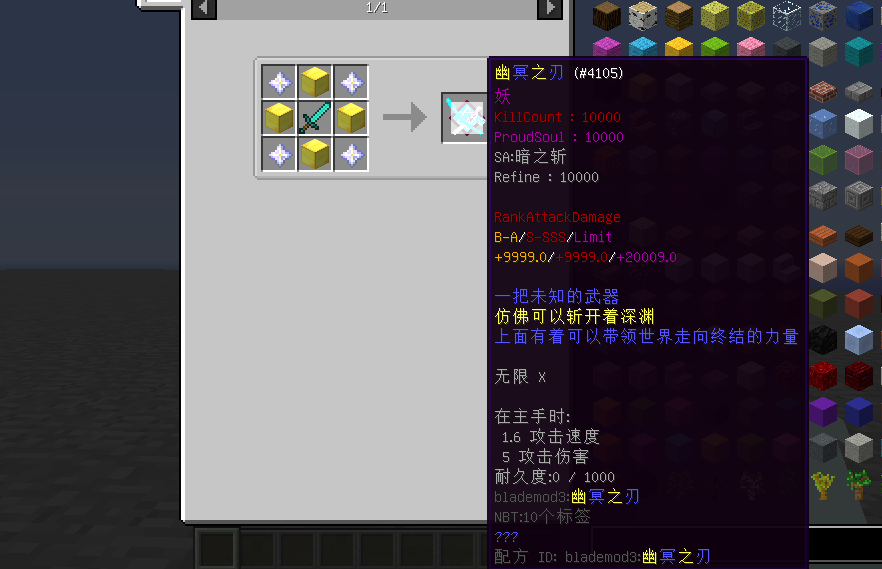 1/1
幽冥之刃 (#4105)
妖
KillCount : 10000
ProudSoul : 10000
SA:暗之斩
Refine : 10000
RankAttackDamage
B-A/S-SSS/Limit
+9999.0/+9999.0/+20009.0
一把未知的武器
仿佛可以斩开着深渊
上面有着可以带领世界走向终结的力量
无限 X
在主手时:
1.6 攻击速度
5 攻击伤害
耐久度:0 / 1000
blademod3:幽冥之刃
NBT:10个标签
???
配方 ID: blademod3:幽冥之刃